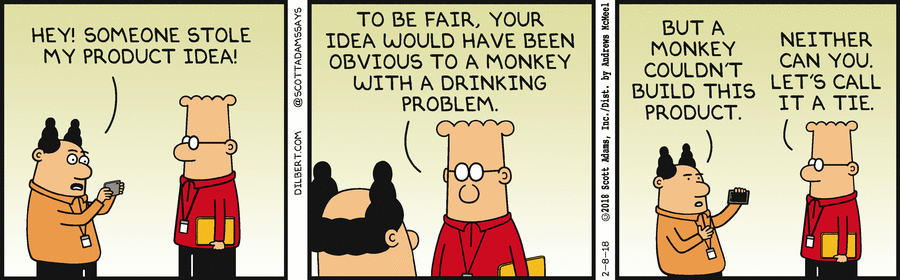 HEY! SOMEONE STOLE
MY PRODUCT IDEA!
DILBERT.COM @SCOTTADAMSSAYS
TO BE FAIR, YOUR
IDEA WOULD HAVE BEEN
OBVIOUS TO A MONKEY
WITH A DRINKING
PROBLEM.
2-8-18 ©2018 Scott Adams, Inc./Dist. by Andrews McMeel
BUT A
MONKEY
COULDN'T
BUILD THIS
PRODUCT.
NEITHER
CAN YOU.
LET'S CALL
IT A TIE.